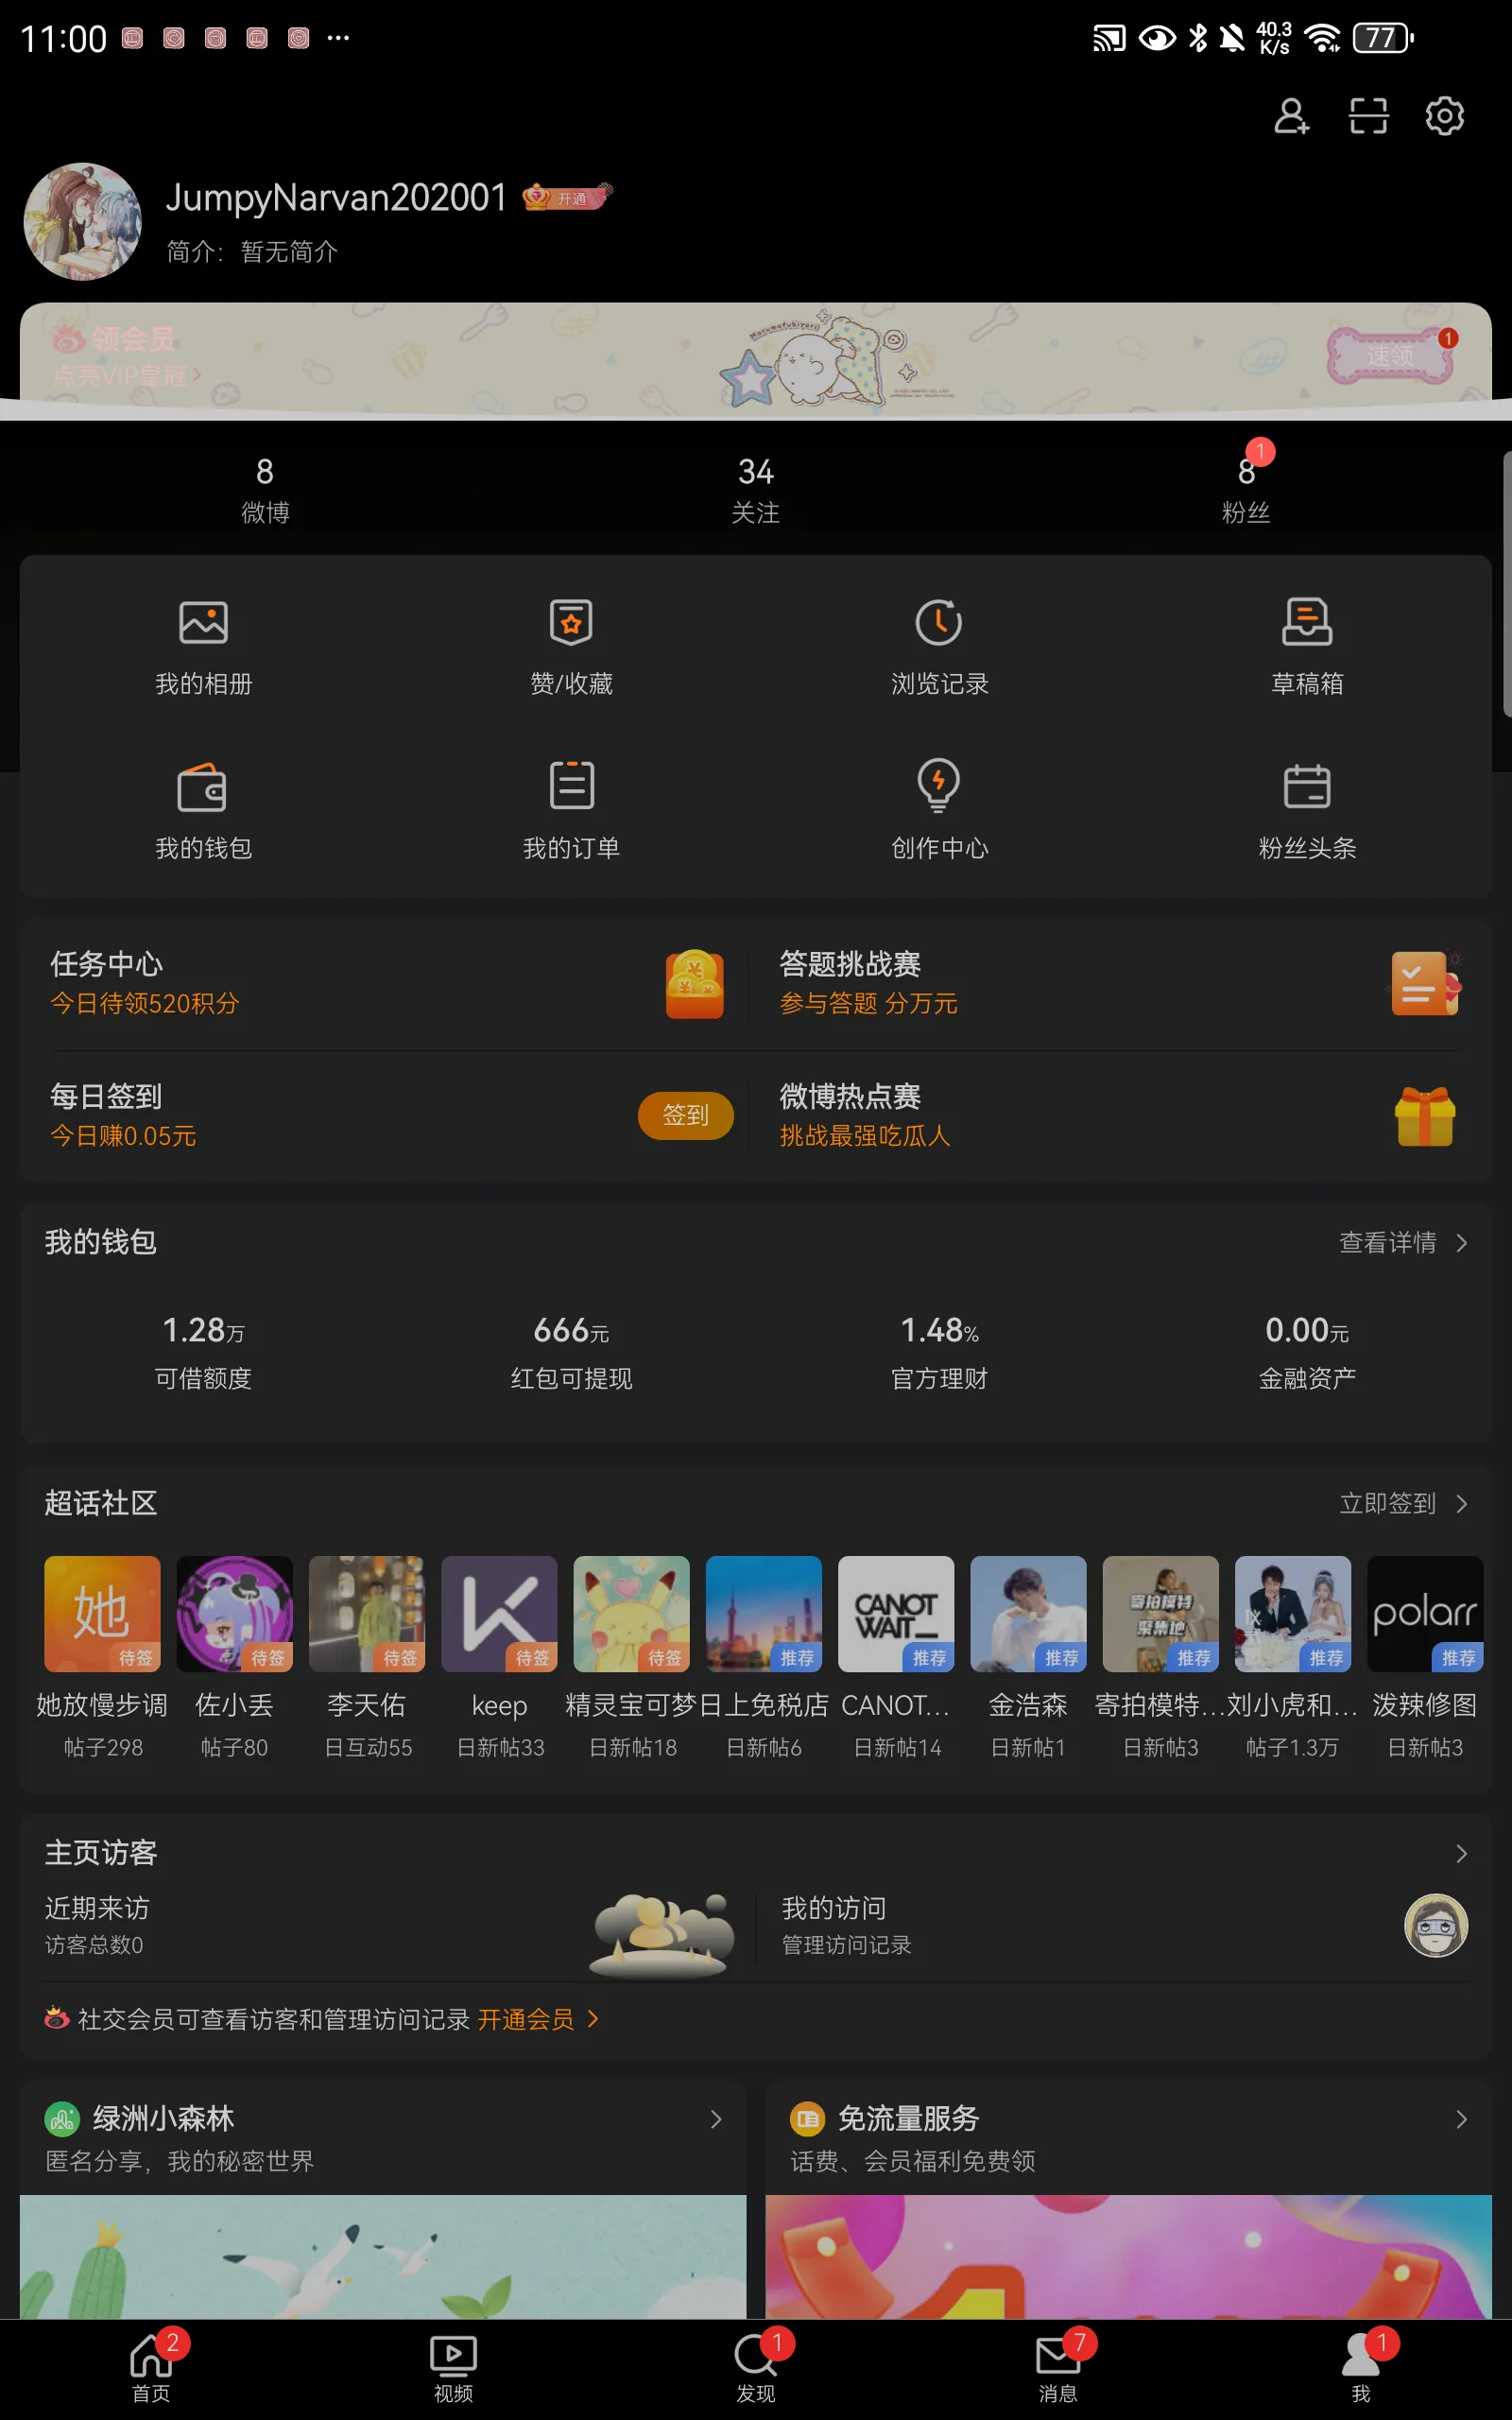 11:00
40.3
K/s
77
JumpyNarvan202001
开通
简介：暂无简介
领会员
点亮VIP皇冠
Marumofubiyori
速领
1
8
34
8
1
微博
关注
粉丝
我的相册
赞/收藏
浏览记录
草稿箱
我的钱包
我的订单
创作中心
粉丝头条
任务中心
今日待领520积分
答题挑战赛
参与答题 分万元
每日签到
今日赚0.05元
签到
微博热点赛
挑战最强吃瓜人
我的钱包
查看详情
1.28万
666元
1.48%
0.00元
可借额度
红包可提现
官方理财
金融资产
超话社区
立即签到
她
待签
待签
待签
待签
待签
推荐
CANOT
WAIT_
推荐
推荐
寄拍模特
聚集地
推荐
推荐
polarr
推荐
她放慢步调
佐小丢
李天佑
keep
精灵宝可梦
日上免税店
CANOT...
金浩森
寄拍模特...
刘小虎和...
泼辣修图
帖子298
帖子80
日互动55
日新帖33
日新帖18
日新帖6
日新帖14
日新帖1
日新帖3
帖子1.3万
日新帖3
主页访客
近期来访
访客总数0
我的访问
管理访问记录
社交会员可查看访客和管理访问记录 开通会员
绿洲小森林
匿名分享，我的秘密世界
免流量服务
话费、会员福利免费领
2
1
7
1
首页
视频
发现
消息
我